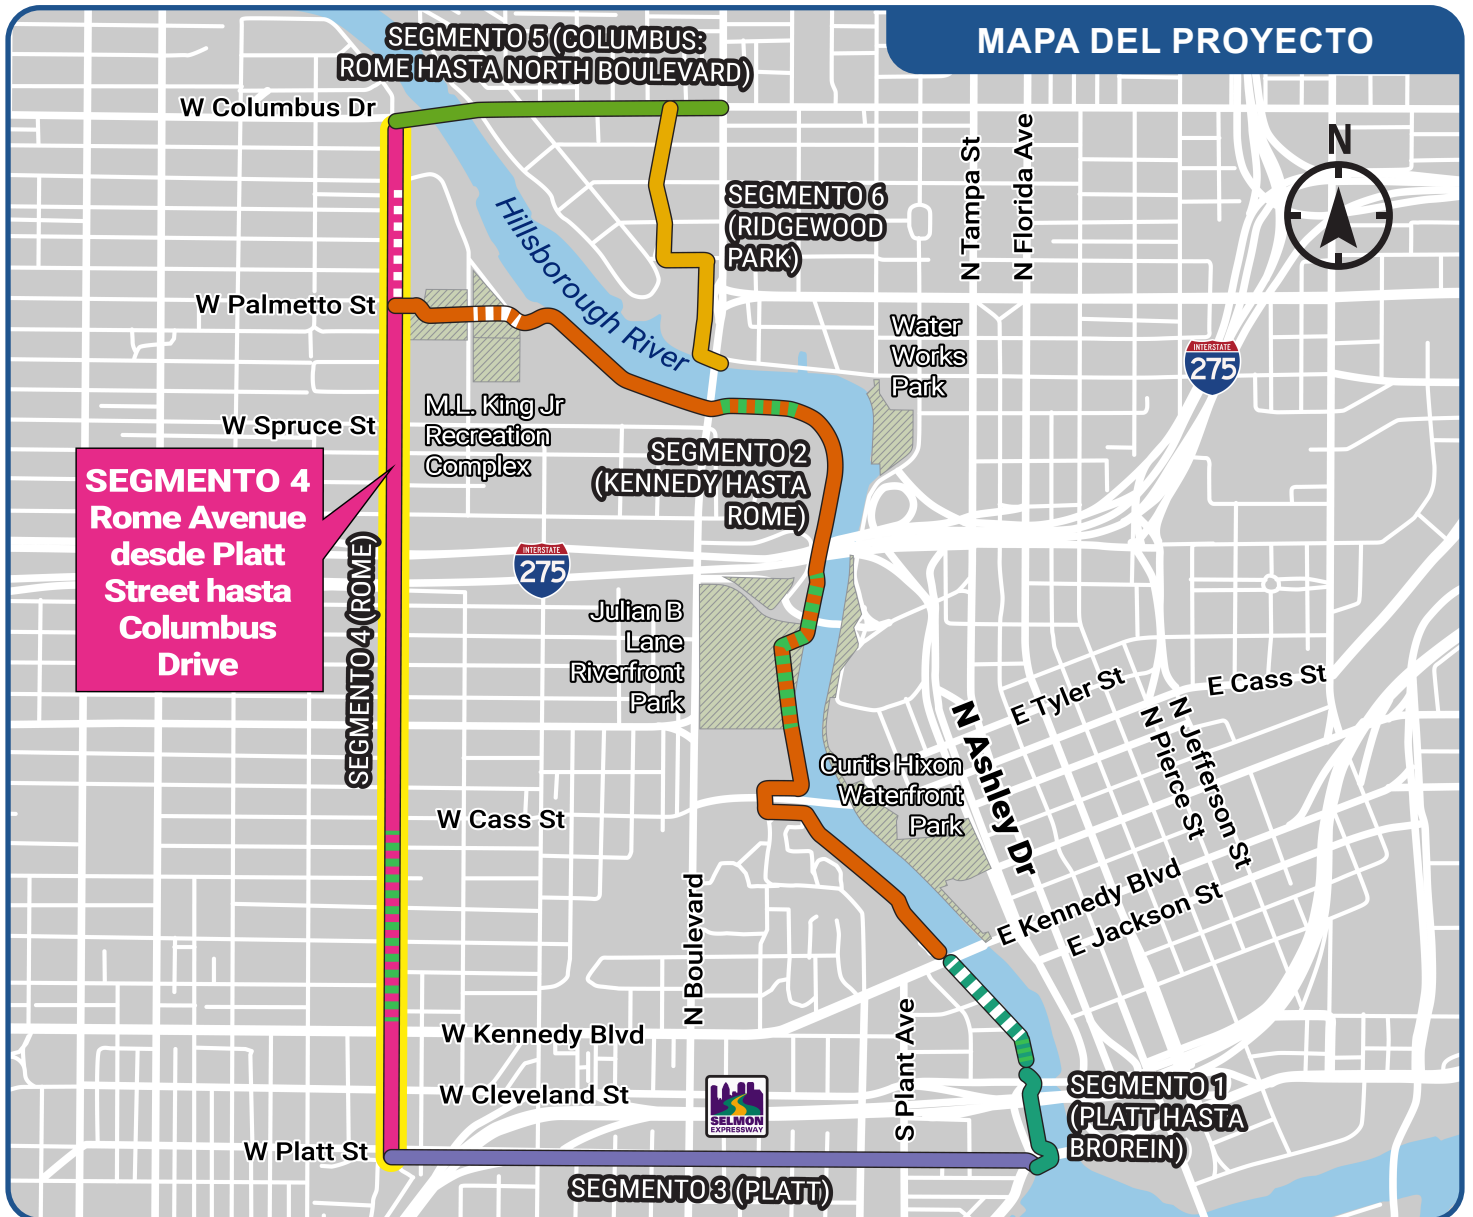 MAPA DEL PROYECTO
SEGMENTO 5 (COLUMBUS:
ROME HASTA NORTH BOULEVARD)
W Columbus Dr
N
N Tampa St
N Florida Ave
SEGMENTO 6
(RIDGEWOOD
PARK)
Hillsborough River
W Palmetto St
Water
Works
Park
INTERSTATE
275
M.L. King Jr
Recreation
Complex
W Spruce St
SEGMENTO 2
(KENNEDY HASTA
ROME)
SEGMENTO 4
Rome Avenue
desde Platt
Street hasta
Columbus
Drive
SEGMENTO 4 (ROME)
INTERSTATE
275
Julian B
Lane
Riverfront
Park
E Tyler St
E Cass St
N Ashley Dr
N Pierce St
N Jefferson St
Curtis Hixon
Waterfront
Park
W Cass St
E Kennedy Blvd
E Jackson St
N Boulevard
W Kennedy Blvd
S Plant Ave
W Cleveland St
SELMON
EXPRESSWAY
SEGMENTO 1
(PLATT HASTA
BROREIN)
W Platt St
SEGMENTO 3 (PLATT)